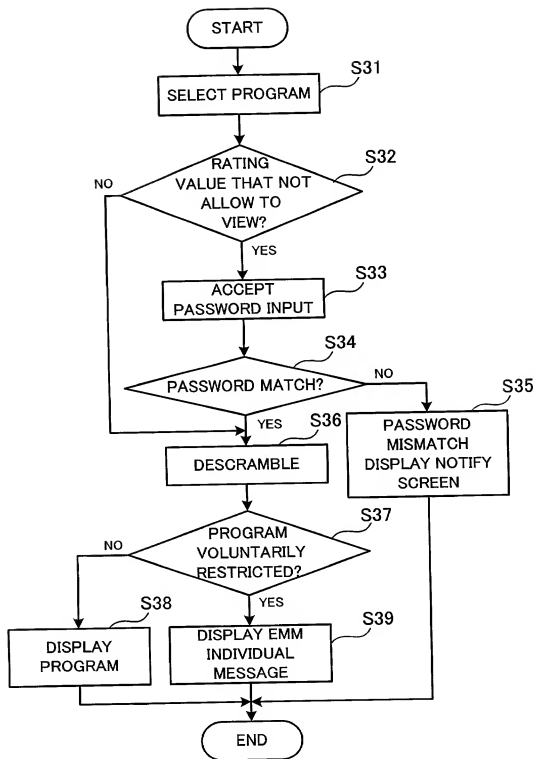 START
S31
SELECT PROGRAM
S32
RATING
VALUE THAT NOT
ALLOW TO
VIEW?
NO
YES
S33
ACCEPT
PASSWORD INPUT
S34
PASSWORD MATCH?
NO
YES
S35
PASSWORD
MISMATCH
DISPLAY NOTIFY
SCREEN
S36
DESCRAMBLE
S37
PROGRAM
VOLUNTARILY
RESTRICTED?
NO
YES
S38
DISPLAY
PROGRAM
S39
DISPLAY EMM
INDIVIDUAL
MESSAGE
END